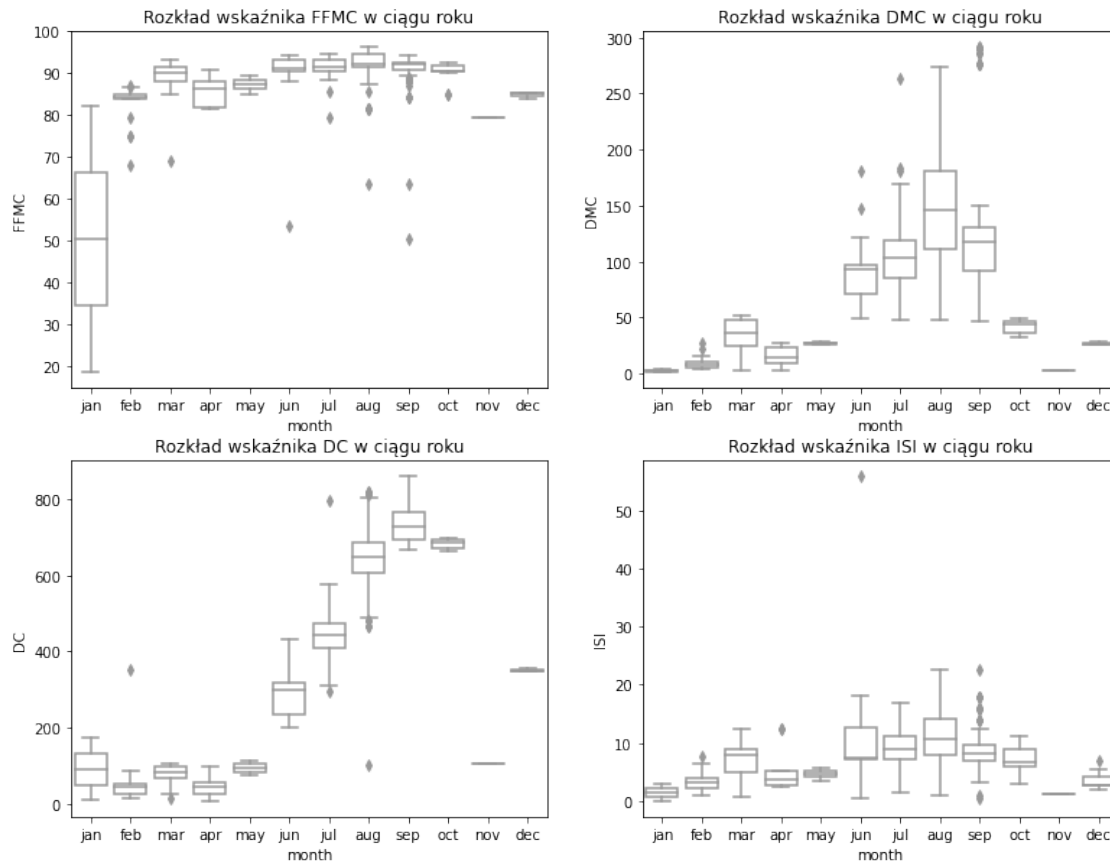 Rozkład wskaźnika FFMC w ciągu roku
FFMC
100
90
80
70
60
50
40
30
20
jan feb mar apr may jun jul aug sep oct nov dec
month
Rozkład wskaźnika DMC w ciągu roku
DMC
300
250
200
150
100
50
0
jan feb mar apr may jun jul aug sep oct nov dec
month
Rozkład wskaźnika DC w ciągu roku
DC
800
600
400
200
0
jan feb mar apr may jun jul aug sep oct nov dec
month
Rozkład wskaźnika ISI w ciągu roku
ISI
50
40
30
20
10
0
jan feb mar apr may jun jul aug sep oct nov dec
month